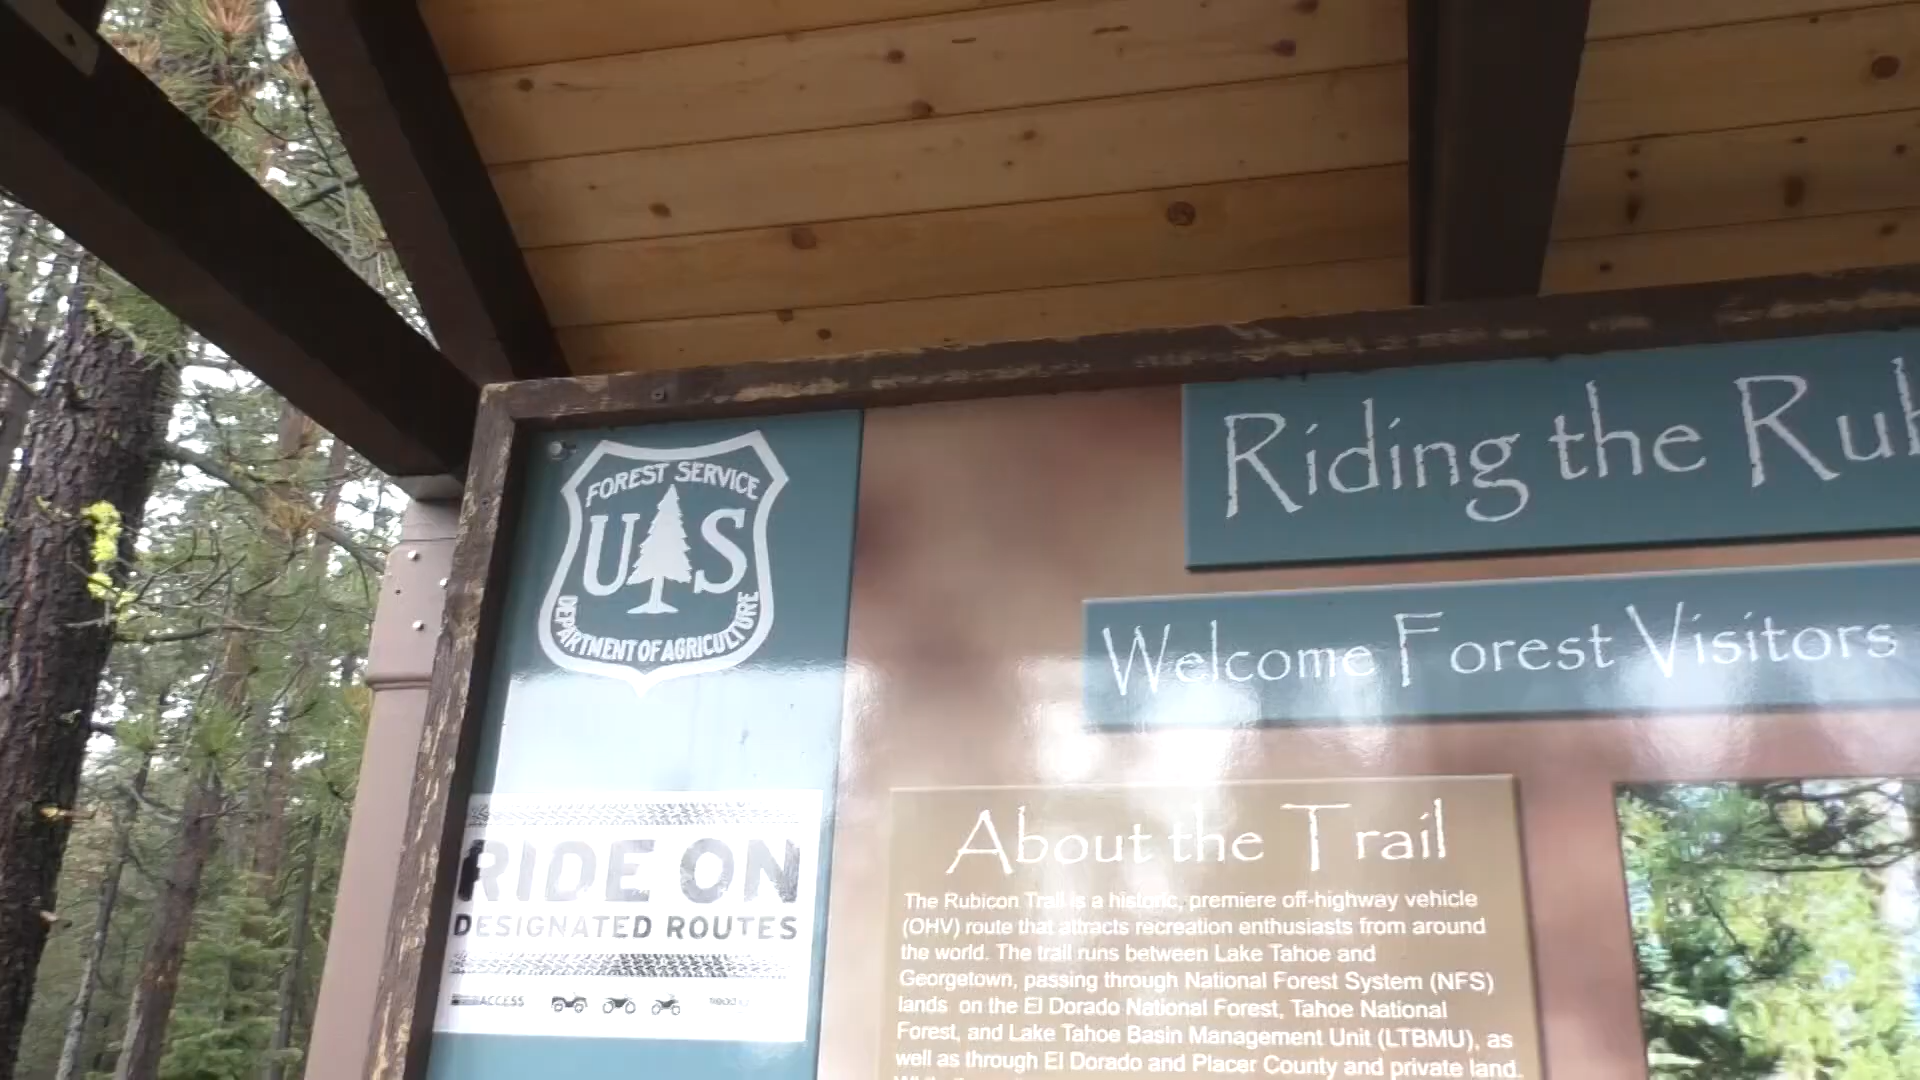 FOREST SERVICE
US
DEPARTMENT OF AGRICULTURE
Riding the Rub
Welcome Forest Visitors
RIDE ON
DESIGNATED ROUTES
ACCESS
About the Trail
The Rubicon Trail is a historic, premiere off-highway vehicle
(OHV) route that attracts recreation enthusiasts from around
the world. The trail runs between Lake Tahoe and
Georgetown, passing through National Forest System (NFS)
lands on the El Dorado National Forest, Tahoe National
Forest, and Lake Tahoe Basin Management Unit (LTBMU), as
well as through El Dorado and Placer County and private land.